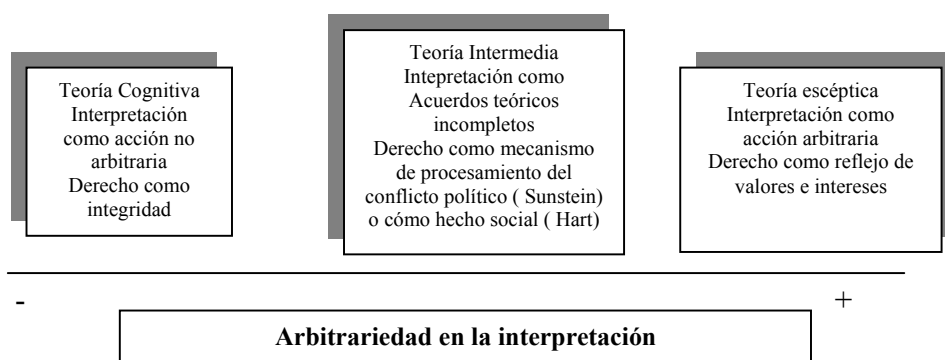 Teoría Cognitiva
Interpretación
como acción no
arbitraria
Derecho como
integridad
Teoría Intermedia
Intepretación como
Acuerdos teóricos
incompletos
Derecho como mecanismo
de procesamiento del
conflicto político ( Sunstein)
o cómo hecho social ( Hart)
Teoría escéptica
Interpretación como
acción arbitraria
Derecho como reflejo de
valores e intereses
- +
Arbitrariedad en la interpretación